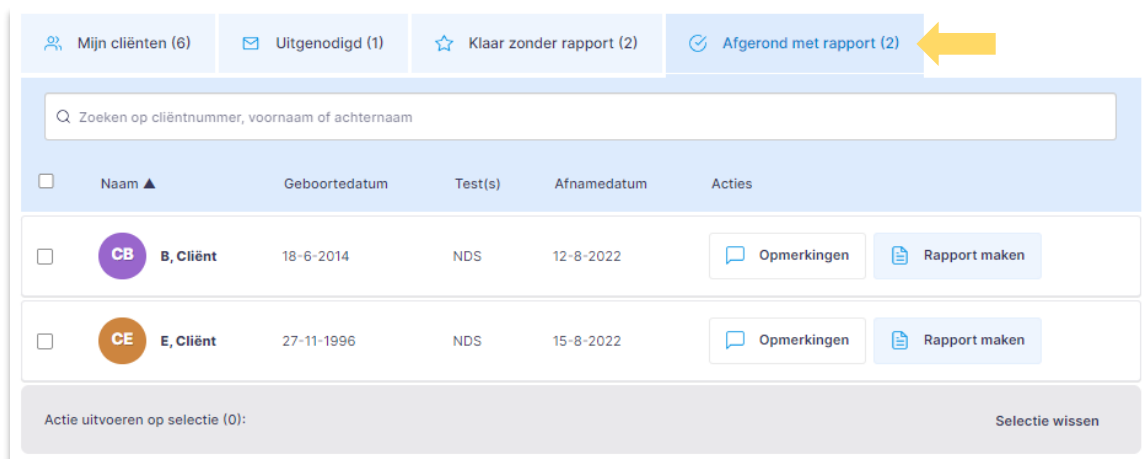 Mijn cliënten (6) Uitgenodigd (1) Klaar zonder rapport (2) Afgerond met rapport (2)
Zoeken op cliëntnummer, voornaam of achternaam
Naam ▲ Geboortedatum Test(s) Afnamedatum Acties
CB B, Cliënt 18-6-2014 NDS 12-8-2022 Opmerkingen Rapport maken
CE E, Cliënt 27-11-1996 NDS 15-8-2022 Opmerkingen Rapport maken
Actie uitvoeren op selectie (0): Selectie wissen